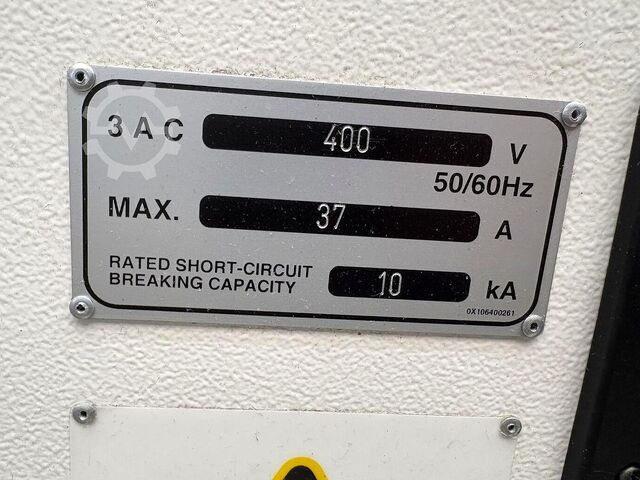 3 AC 400 V
50/60Hz
MAX. 37 A
RATED SHORT-CIRCUIT
BREAKING CAPACITY 10 kA
0X106400261